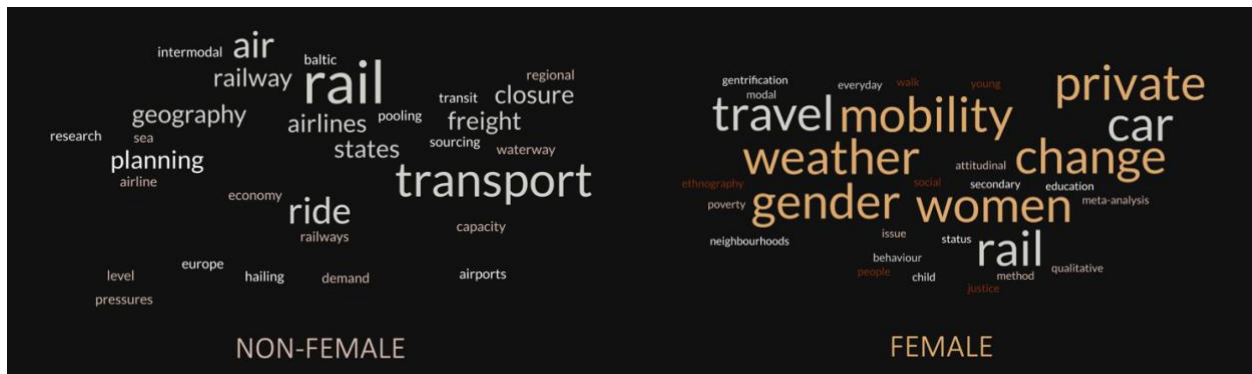 intermodal air
baltic
railway rail regional
transit closure
geography airlines pooling freight
research sea
states sourcing waterway
planning
airline transport
economy ride
railways capacity
europe
level hailing demand airports
pressures
NON-FEMALE
gentrification everyday walk young private
modal
travel mobility car
weather attitudinal change
ethnography social secondary education
poverty gender women meta-analysis
neighbourhoods issue status rail
behaviour qualitative
people child method
justice
FEMALE